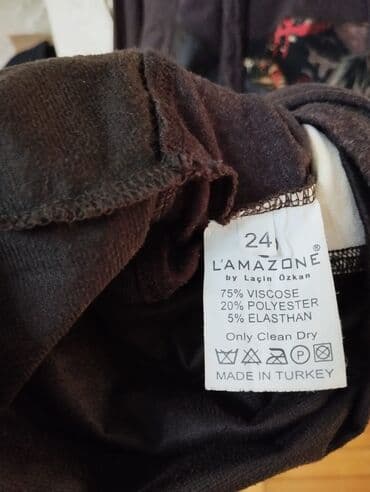 24
L'AMAZONE®
by Laçin Özkan
75% VISCOSE
20% POLYESTER
5% ELASTHAN
Only Clean Dry
P
MADE IN TURKEY